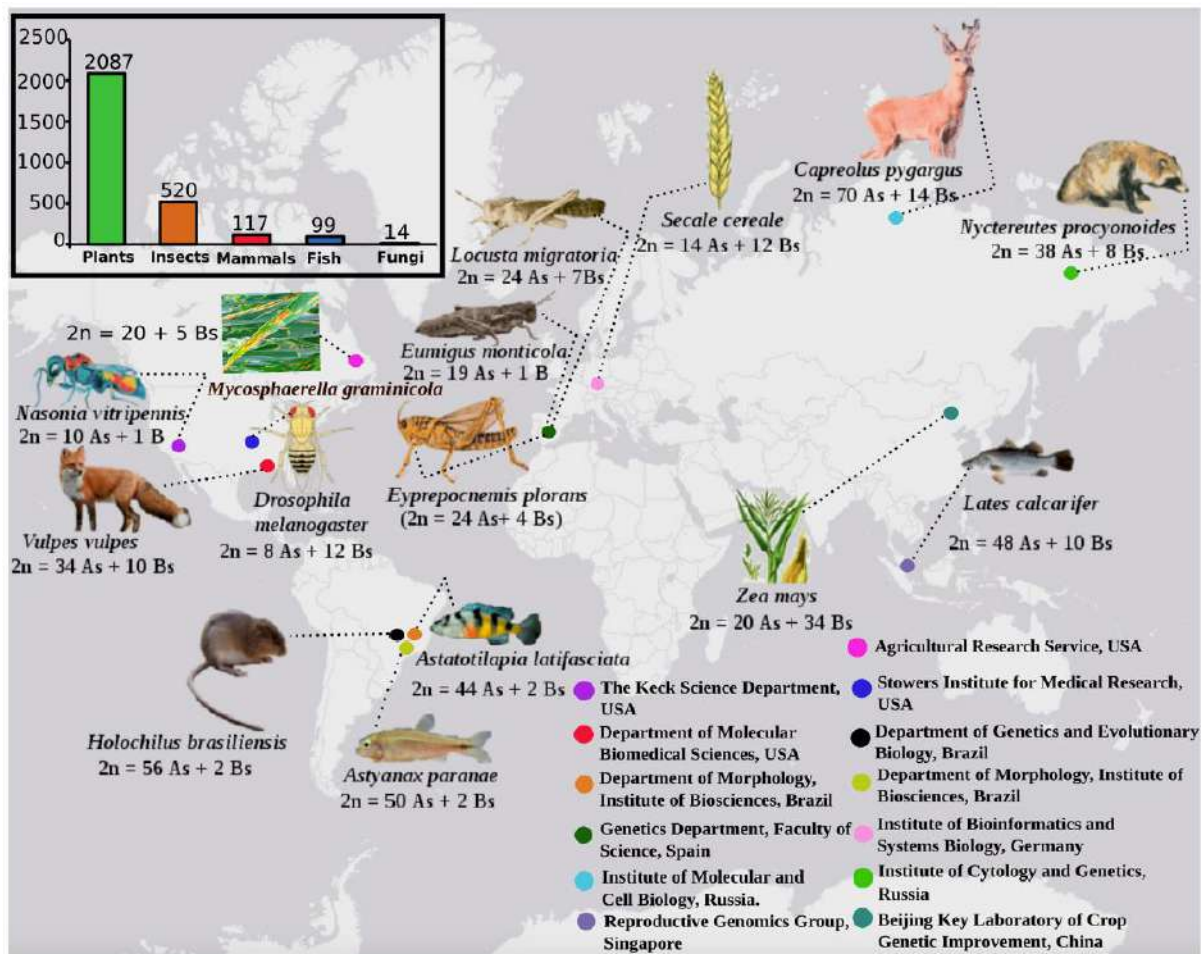 2500
2000
1500
1000
500
0
2087
520
117
99
14
Plants
Insects
Mammals
Fish
Fungi
Capreolus pygargus
2n = 70 As + 14 Bs
Secale cereale
2n = 14 As + 12 Bs
Nyctereutes procyonoides
2n = 38 As + 8 Bs
Locusta migratoria
2n = 24 As + 7Bs
2n = 20 + 5 Bs
Mycosphaerella graminicola
Eumigus monticola
2n = 19 As + 1 B
Nasonia vitripennis
2n = 10 As + 1 B
Drosophila
melanogaster
2n = 8 As + 12 Bs
Eyprepocnemis plorans
(2n = 24 As+ 4 Bs)
Lates calcarifer
2n = 48 As + 10 Bs
Vulpes vulpes
2n = 34 As + 10 Bs
Zea mays
2n = 20 As + 34 Bs
Astatotilapia latifasciata
2n = 44 As + 2 Bs
Holochilus brasiliensis
2n = 56 As + 2 Bs
Astyanax paranae
2n = 50 As + 2 Bs
Agricultural Research Service, USA
The Keck Science Department,
USA
Stowers Institute for Medical Research,
USA
Department of Molecular
Biomedical Sciences, USA
Department of Genetics and Evolutionary
Biology, Brazil
Department of Morphology,
Institute of Biosciences, Brazil
Department of Morphology, Institute of
Biosciences, Brazil
Genetics Department, Faculty of
Science, Spain
Institute of Bioinformatics and
Systems Biology, Germany
Institute of Molecular and
Cell Biology, Russia.
Institute of Cytology and Genetics,
Russia
Reproductive Genomics Group,
Singapore
Beijing Key Laboratory of Crop
Genetic Improvement, China